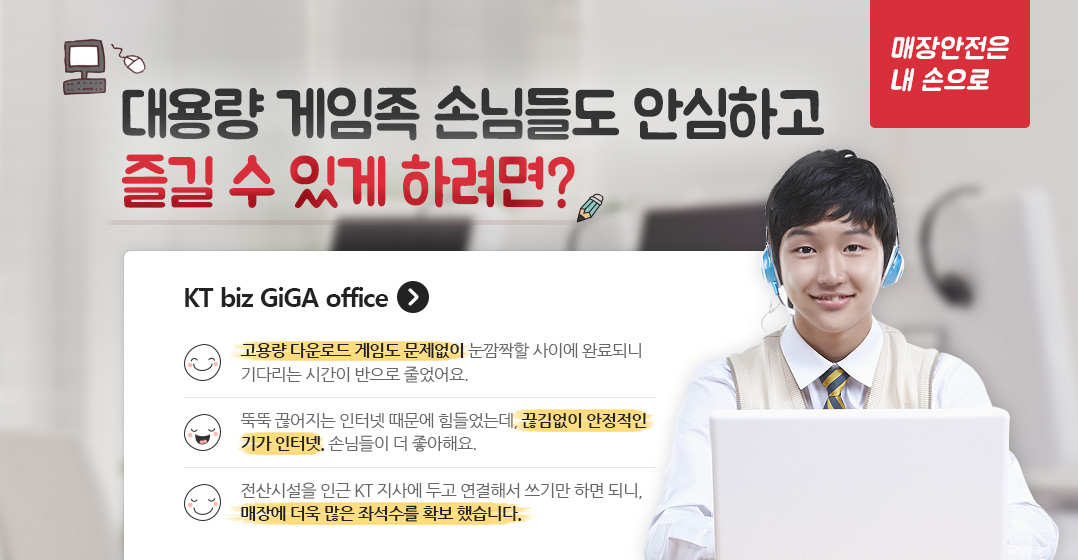 매장안전은
내 손으로
대용량 게임족 손님들도 안심하고
즐길 수 있게 하려면?
KT biz GiGA office
고용량 다운로드 게임도 문제없이 눈깜짝할 사이에 완료되니
기다리는 시간이 반으로 줄었어요.
뚝뚝 끊어지는 인터넷 때문에 힘들었는데, 끊김없이 안정적인
기가 인터넷. 손님들이 더 좋아해요.
전산시설을 인근 KT 지사에 두고 연결해서 쓰기만 하면 되니,
매장에 더욱 많은 좌석수를 확보 했습니다.